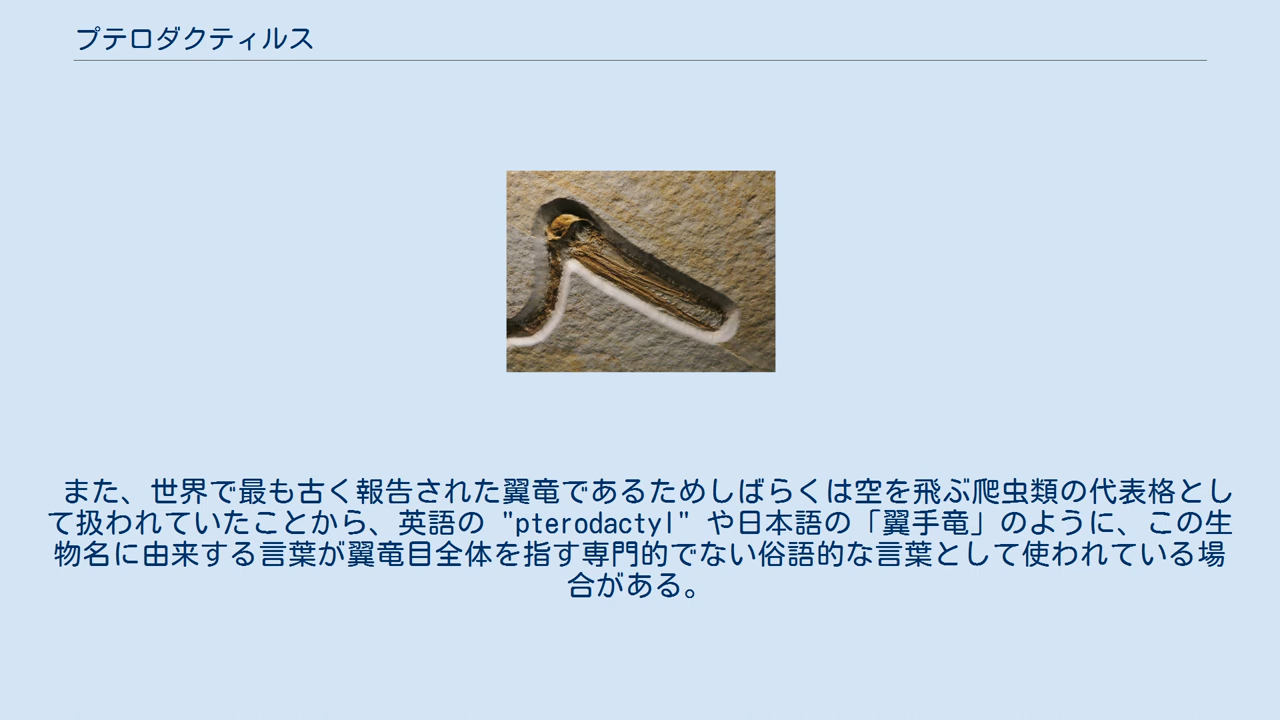 プテロダクティルス
また、世界で最も古く報告された翼竜であるためしばらくは空を飛ぶ爬虫類の代表格とし
て扱われていたことから、英語の "pterodactyl" や日本語の「翼手竜」のように、この生
物名に由来する言葉が翼竜目全体を指す専門的でない俗語的な言葉として使われている場
合がある。